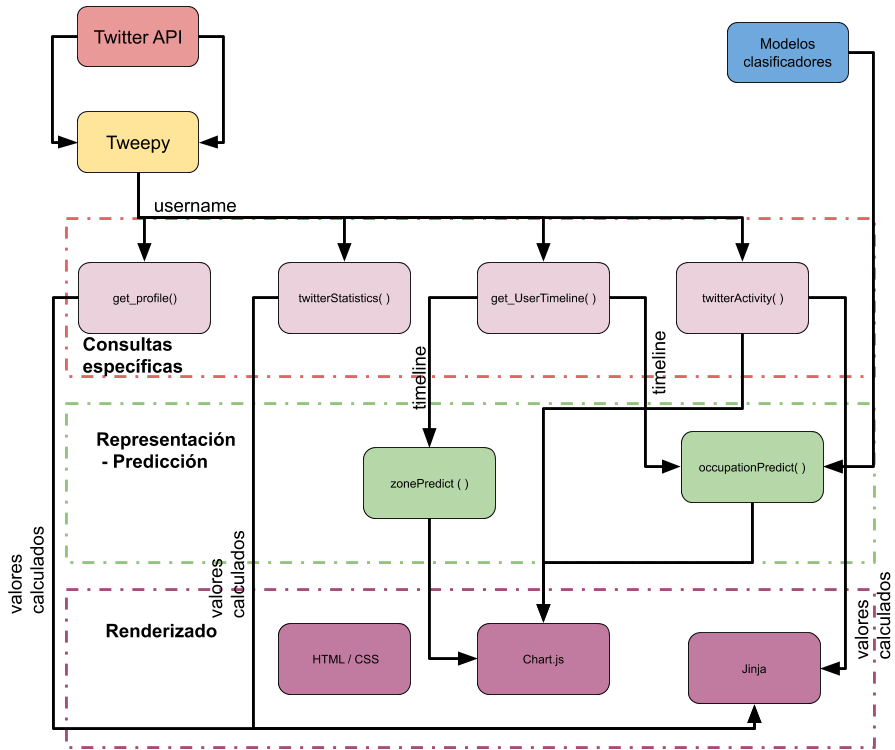 Twitter API
Modelos
clasificadores
Tweepy
username
get_profile()
twitterStatistics( )
get_UserTimeline( )
twitterActivity( )
Consultas
específicas
timeline
timeline
Representación
- Predicción
zonePredict ( )
occupationPredict( )
valores
calculados
valores
calculados
valores
calculados
Renderizado
HTML / CSS
Chart.js
Jinja